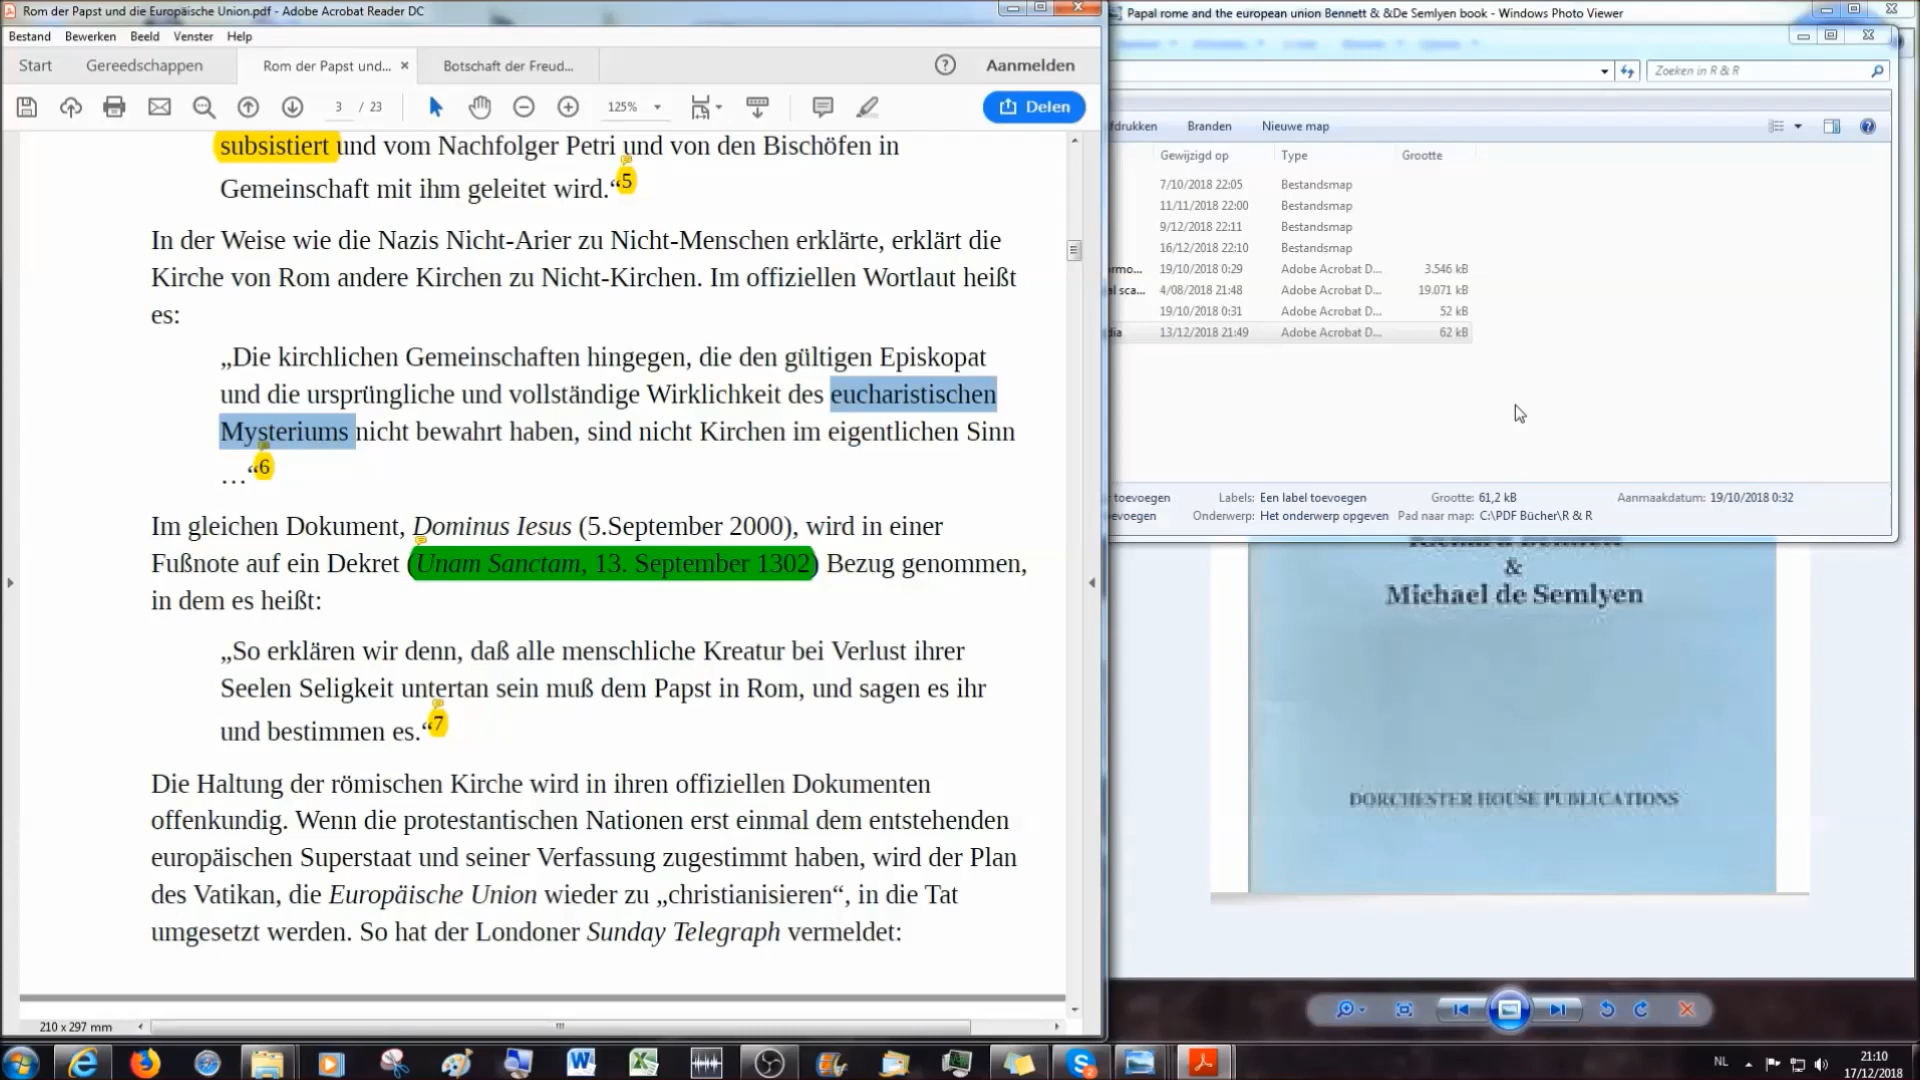 Rom der Papst und die Europäische Union.pdf - Adobe Acrobat Reader DC
Bestand Bewerken Beeld Venster Help
Start Gereedschappen Rom der Papst und... × Botschaft der Freud... Aanmelden
3 / 23 125% Delen
subsistiert und vom Nachfolger Petri und von den Bischöfen in
Gemeinschaft mit ihm geleitet wird.“5
In der Weise wie die Nazis Nicht-Arier zu Nicht-Menschen erklärte, erklärt die
Kirche von Rom andere Kirchen zu Nicht-Kirchen. Im offiziellen Wortlaut heißt
es:
„Die kirchlichen Gemeinschaften hingegen, die den gültigen Episkopat
und die ursprüngliche und vollständige Wirklichkeit des eucharistischen
Mysteriums nicht bewahrt haben, sind nicht Kirchen im eigentlichen Sinn
…“6
Im gleichen Dokument, Dominus Iesus (5.September 2000), wird in einer
Fußnote auf ein Dekret (Unam Sanctam, 13. September 1302) Bezug genommen,
in dem es heißt:
„So erklären wir denn, daß alle menschliche Kreatur bei Verlust ihrer
Seelen Seligkeit untertan sein muß dem Papst in Rom, und sagen es ihr
und bestimmen es.“7
Die Haltung der römischen Kirche wird in ihren offiziellen Dokumenten
offenkundig. Wenn die protestantischen Nationen erst einmal dem entstehenden
europäischen Superstaat und seiner Verfassung zugestimmt haben, wird der Plan
des Vatikan, die Europäische Union wieder zu „christianisieren“, in die Tat
umgesetzt werden. So hat der Londoner Sunday Telegraph vermeldet:
210 x 297 mm
Papal rome and the european union Bennett & &De Semlyen book - Windows Photo Viewer
Zoeken in R & R
fdrukken Branden Nieuwe map
Gewijzigd op Type Grootte
7/10/2018 22:05 Bestandsmap
11/11/2018 22:00 Bestandsmap
9/12/2018 22:11 Bestandsmap
16/12/2018 22:10 Bestandsmap
rmo... 19/10/2018 0:29 Adobe Acrobat D... 3.546 kB
al sca... 4/08/2018 21:48 Adobe Acrobat D... 19.071 kB
19/10/2018 0:31 Adobe Acrobat D... 52 kB
dia 13/12/2018 21:49 Adobe Acrobat D... 62 kB
toevoegen Labels: Een label toevoegen Grootte: 61,2 kB Aanmaakdatum: 19/10/2018 0:32
evoegen Onderwerp: Het onderwerp opgeven Pad naar map: C:\PDF Bücher\R & R
&
Michael de Semlyen
DORCHESTER HOUSE PUBLICATIONS
NL
21:10
17/12/2018